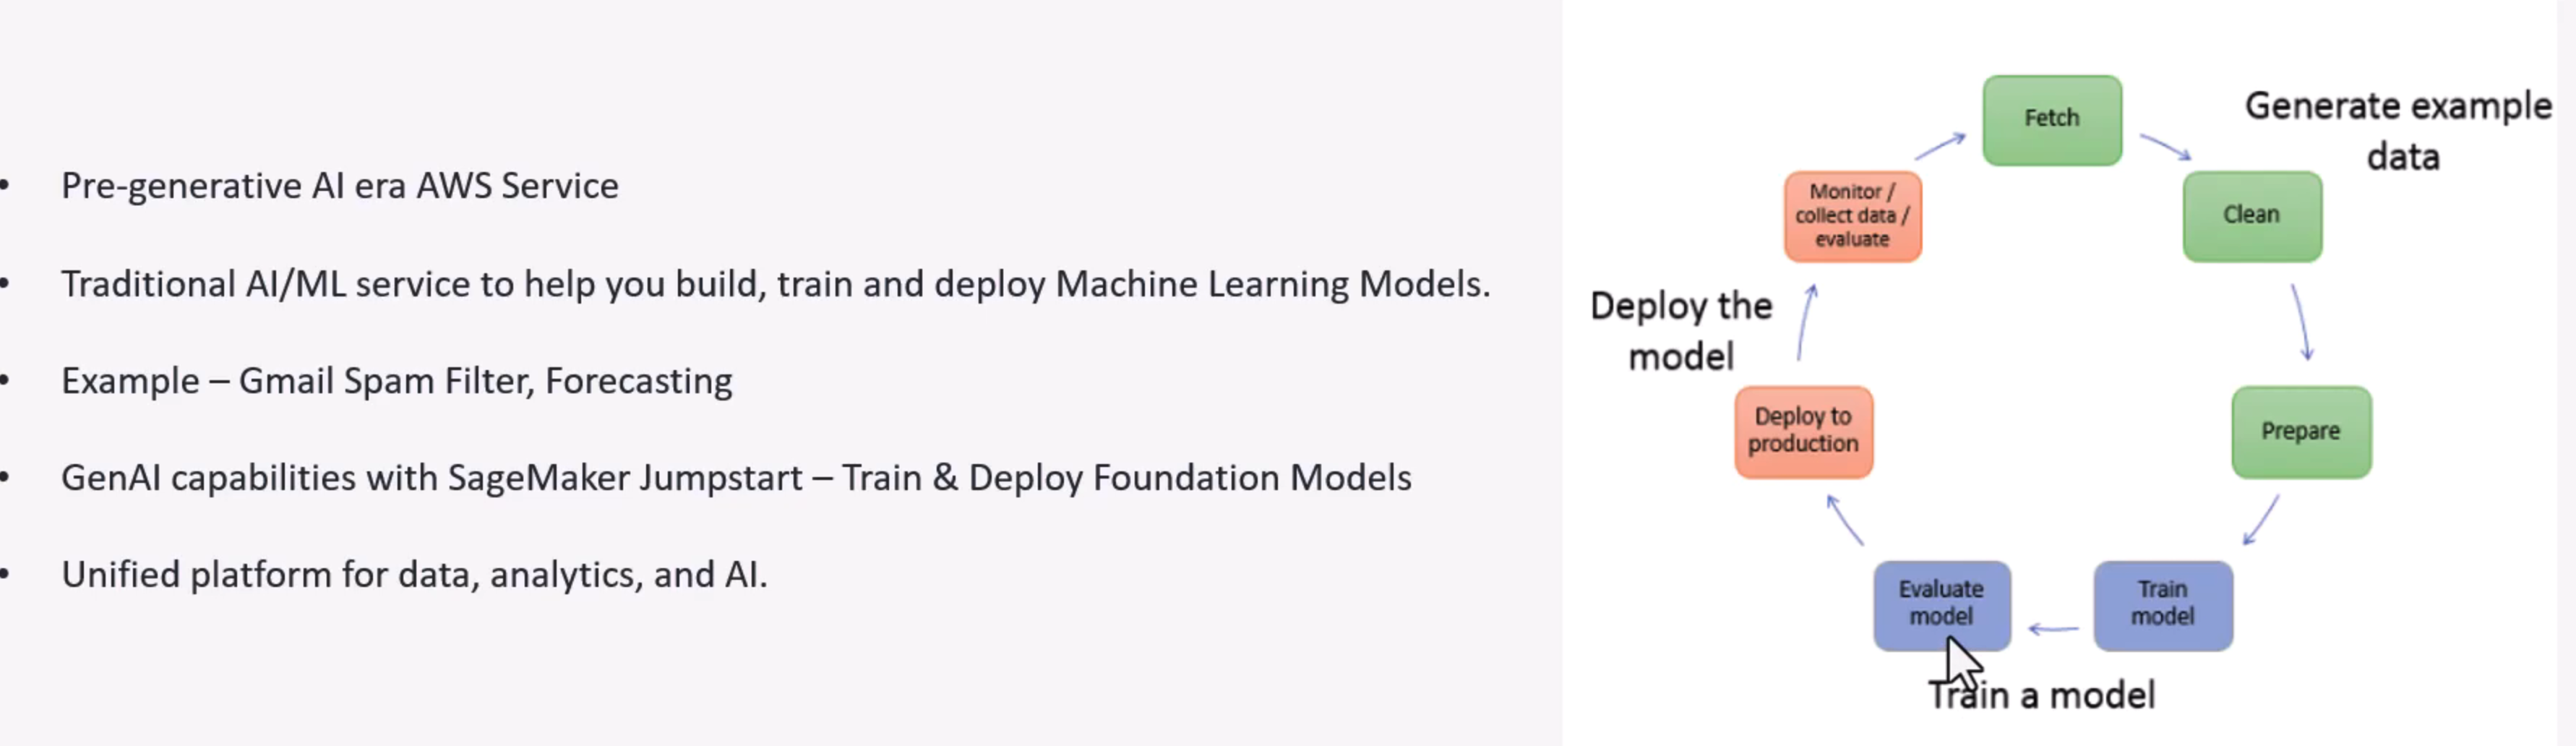 • Pre-generative AI era AWS Service
• Traditional AI/ML service to help you build, train and deploy Machine Learning Models.
• Example – Gmail Spam Filter, Forecasting
• GenAI capabilities with SageMaker Jumpstart – Train & Deploy Foundation Models
• Unified platform for data, analytics, and AI.
Fetch
Generate example
data
Clean
Prepare
Train
model
Evaluate
model
Train a model
Deploy to
production
Deploy the
model
Monitor /
collect data /
evaluate